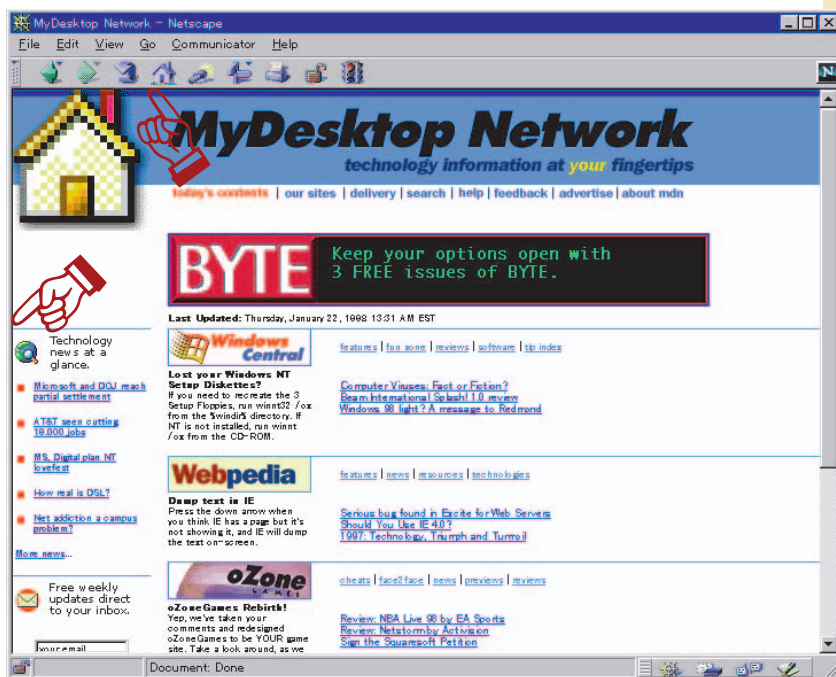 MyDesktop Network - Netscape
File Edit View Go Communicator Help
N
MyDesktop Network
technology information at your fingertips
today's contents | our sites | delivery | search | help | feedback | advertise | about mdn
BYTE
Keep your options open with
3 FREE issues of BYTE.
Last Updated: Thursday, January 22, 1998 13:31 AM EST
Technology
news at a
glance.
Microsoft and DOJ reach
partial settlement
AT&T seen cutting
18,000 jobs
MS, Digital plan NT
lovefest
How real is DSL?
Net addiction a campus
problem?
More news...
Free weekly
updates direct
to your inbox.
your email
Windows
Central
features | fun zone | reviews | software | tip index
Lost your Windows NT
Setup Diskettes?
If you need to recreate the 3
Setup Floppies, run winnt32 /ox
from the %windir% directory. If
NT is not installed, run winnt
/ox from the CD-ROM.
Computer Viruses: Fact or Fiction?
Beam International Splash! 1.0 review
Windows 98 light? A message to Redmond
Webpedia
features | news | resources | technologies
Dump text in IE
Press the down arrow when
you think IE has a page but it's
not showing it, and IE will dump
the text on-screen.
Serious bug found in Excite for Web Servers
Should You Use IE 4.0?
1997: Technology, Triumph and Turmoil
oZone
GAMES
cheats | face2face | news | previews | reviews
oZoneGames Rebirth!
Yep, we've taken your
comments and redesigned
oZoneGames to be YOUR game
site. Take a look around, as we
Review: NBA Live 98 by EA Sports
Review: Netstorm by Activision
Sign the Squaresoft Petition
Document: Done